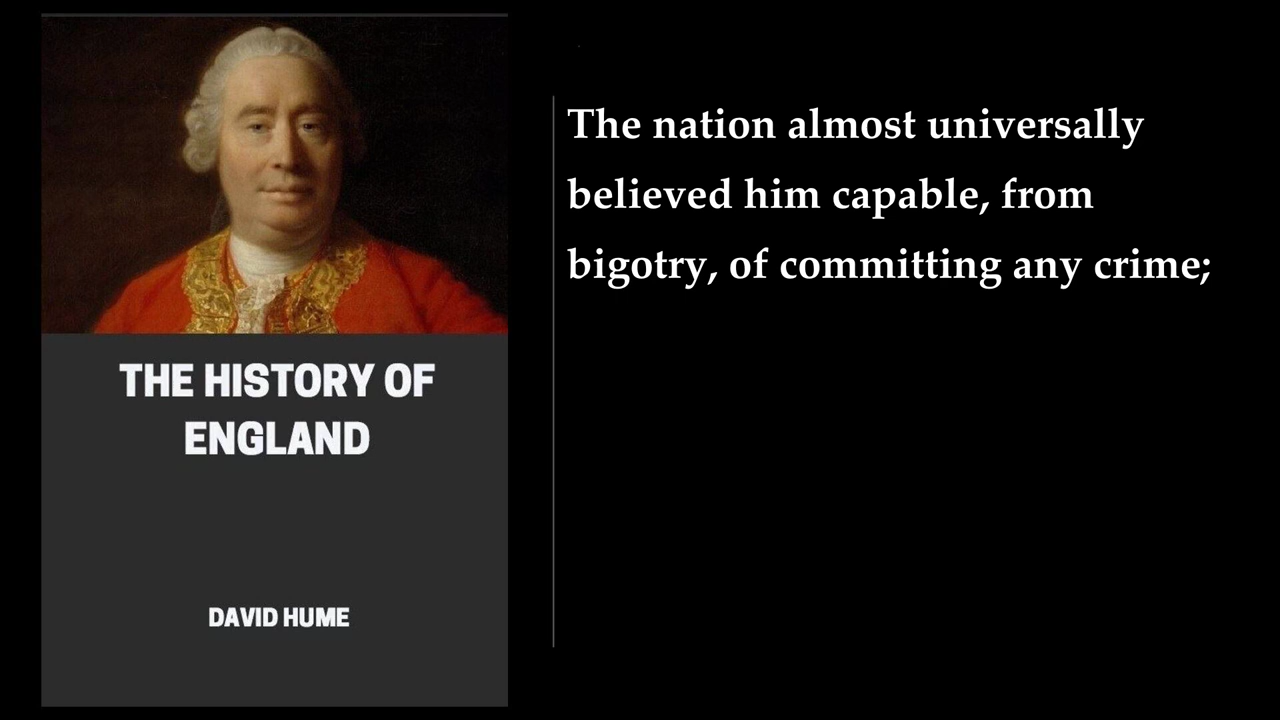 THE HISTORY OF
ENGLAND
DAVID HUME
The nation almost universally
believed him capable, from
bigotry, of committing any crime;